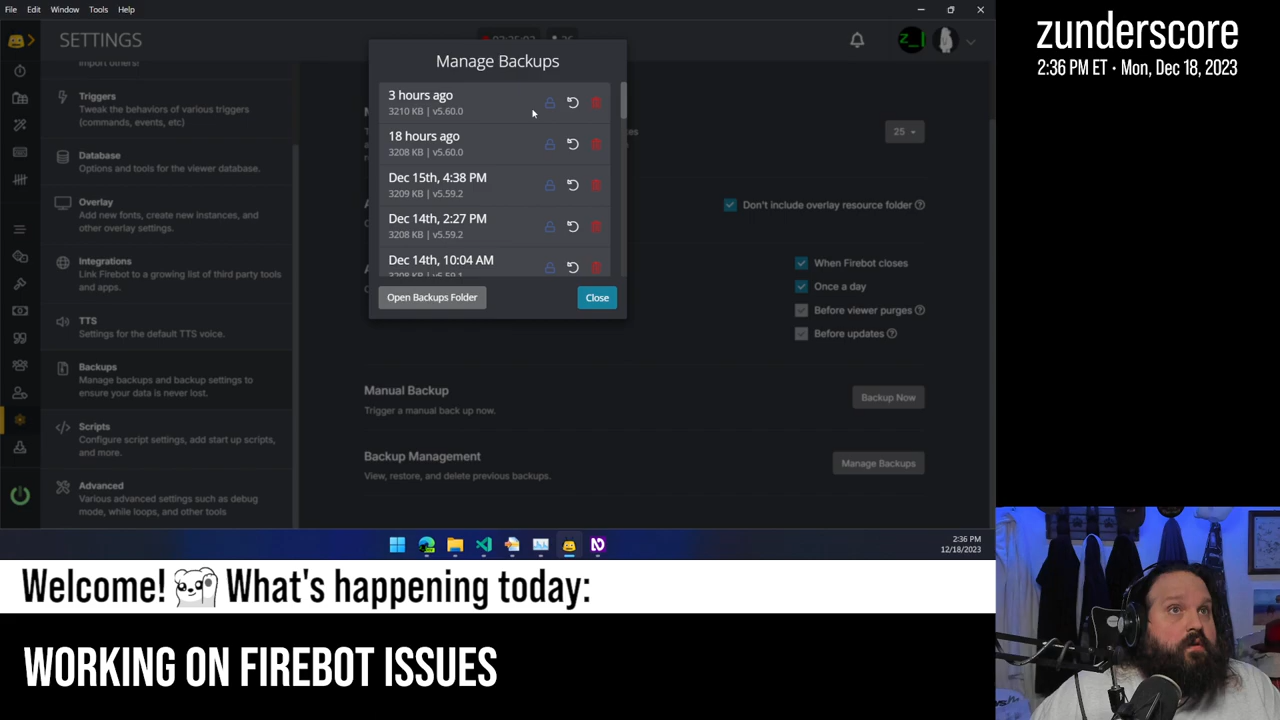 File Edit Window Tools Help
SETTINGS
import others!
Triggers
Tweak the behaviors of various triggers
(commands, events, etc)
Database
Options and tools for the viewer database.
Overlay
Add new fonts, create new instances, and
other overlay settings.
Integrations
Link Firebot to a growing list of third party tools
and apps.
TTS
Settings for the default TTS voice.
Backups
Manage backups and backup settings to
ensure your data is never lost.
Scripts
Configure script settings, add start up scripts,
and more.
Advanced
Various advanced settings such as debug
mode, while loops, and other tools
Manage Backups
3 hours ago
3210 KB | v5.60.0
18 hours ago
3208 KB | v5.60.0
Dec 15th, 4:38 PM
3209 KB | v5.59.2
Dec 14th, 2:27 PM
3208 KB | v5.59.2
Dec 14th, 10:04 AM
3208 KB | v5.59.1
Open Backups Folder
Close
25
Don't include overlay resource folder
When Firebot closes
Once a day
Before viewer purges
Before updates
Manual Backup
Trigger a manual back up now.
Backup Now
Backup Management
View, restore, and delete previous backups.
Manage Backups
z_|
2:36 PM
12/18/2023
zunderscore
2:36 PM ET · Mon, Dec 18, 2023
Welcome! What's happening today:
WORKING ON FIREBOT ISSUES